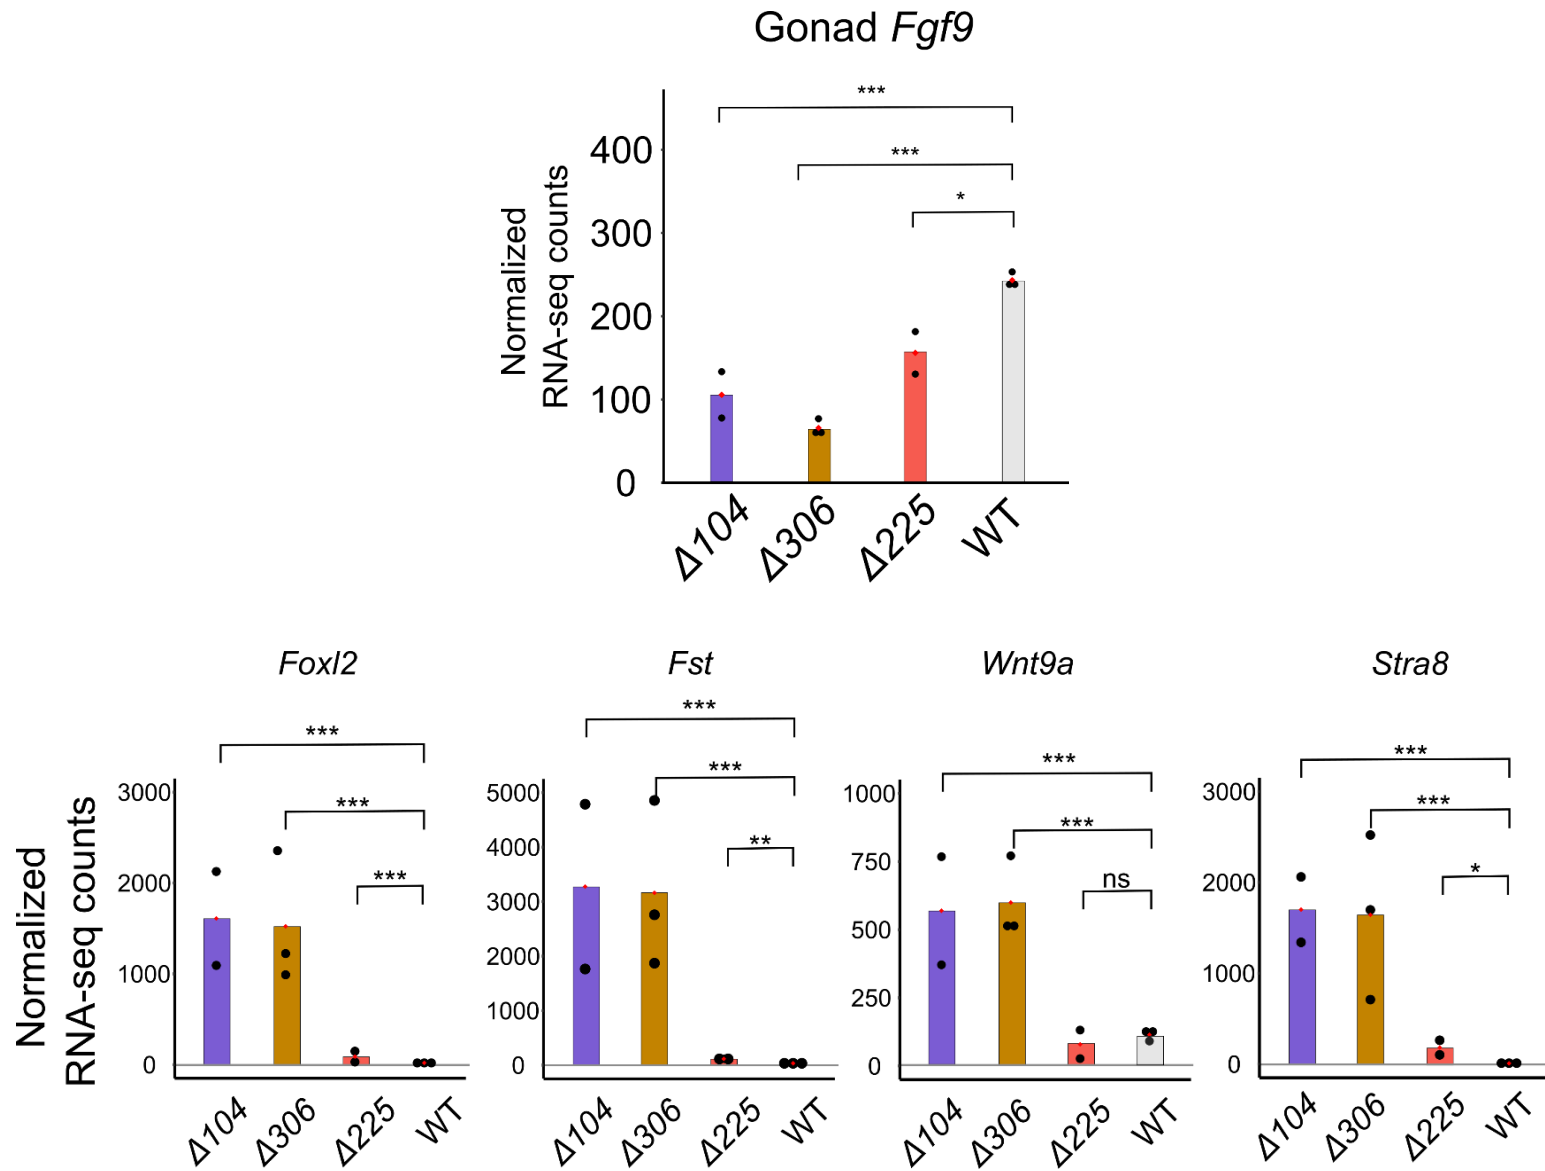 Gonad Fgf9
***
***
*
Normalized
RNA-seq counts
400
300
200
100
0
Δ104
Δ306
Δ225
WT
Foxl2
Fst
Wnt9a
Stra8
Normalized
RNA-seq counts
***
***
***
3000
2000
1000
0
Δ104
Δ306
Δ225
WT
***
***
**
5000
4000
3000
2000
1000
0
Δ104
Δ306
Δ225
WT
***
***
ns
1000
750
500
250
0
Δ104
Δ306
Δ225
WT
***
***
*
3000
2000
1000
0
Δ104
Δ306
Δ225
WT